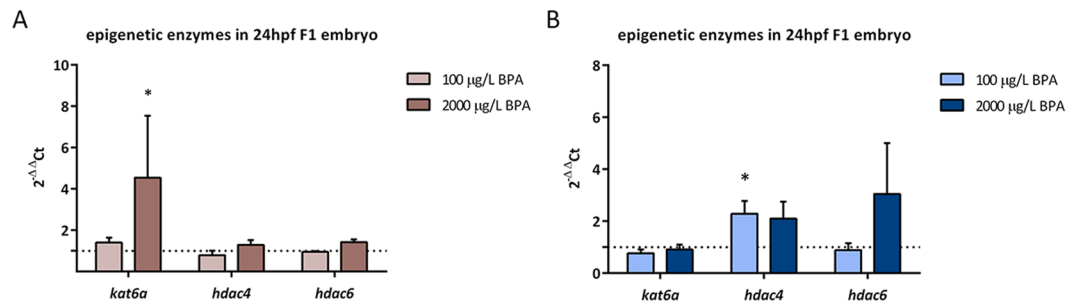 A
epigenetic enzymes in 24hpf F1 embryo
10
8
6
4
2
2^-ΔΔCt
*
kat6a
hdac4
hdac6
100 µg/L BPA
2000 µg/L BPA
B
epigenetic enzymes in 24hpf F1 embryo
8
6
4
2
0
2^-ΔΔCt
*
kat6a
hdac4
hdac6
100 µg/L BPA
2000 µg/L BPA